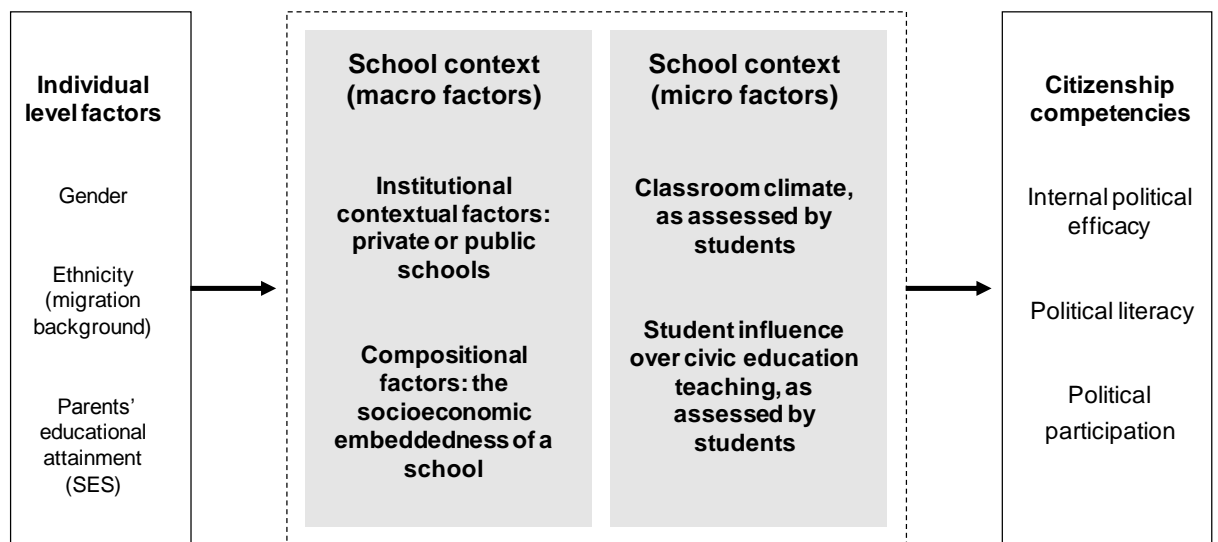 Individual
level factors
Gender
Ethnicity
(migration
background)
Parents’
educational
attainment
(SES)
School context
(macro factors)
Institutional
contextual factors:
private or public
schools
Compositional
factors: the
socioeconomic
embeddedness of a
school
School context
(micro factors)
Classroom climate,
as assessed by
students
Student influence
over civic education
teaching, as
assessed by
students
Citizenship
competencies
Internal political
efficacy
Political literacy
Political
participation